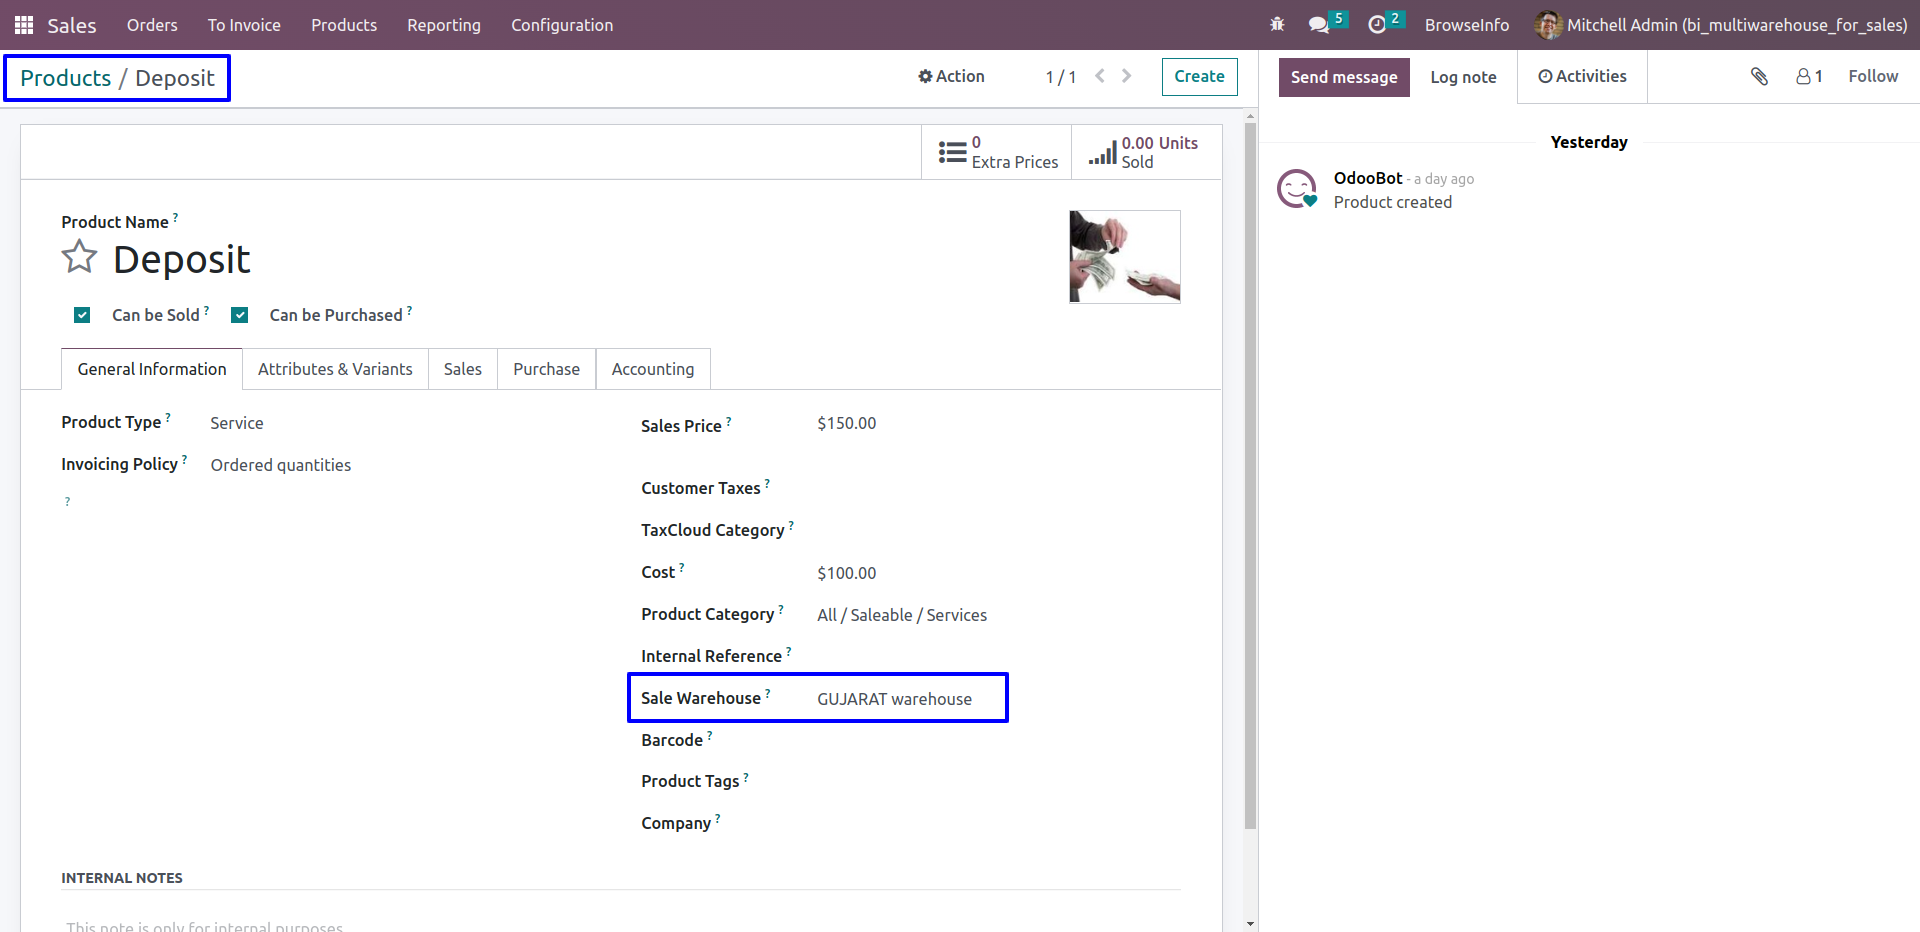 Sales Orders To Invoice Products Reporting Configuration 5 2 BrowseInfo Mitchell Admin (bi_multiwarehouse_for_sales)
Products / Deposit
Action 1 / 1 Create
0
Extra Prices
0.00 Units
Sold
Product Name ?
Deposit
Can be Sold ? Can be Purchased ?
General Information Attributes & Variants Sales Purchase Accounting
Product Type ? Service
Invoicing Policy ? Ordered quantities
?
Sales Price ? $150.00
Customer Taxes ?
TaxCloud Category ?
Cost ? $100.00
Product Category ? All / Saleable / Services
Internal Reference ?
Sale Warehouse ? GUJARAT warehouse
Barcode ?
Product Tags ?
Company ?
INTERNAL NOTES
This note is only for internal purposes.
Send message Log note Activities 1 Follow
Yesterday
OdooBot - a day ago
Product created